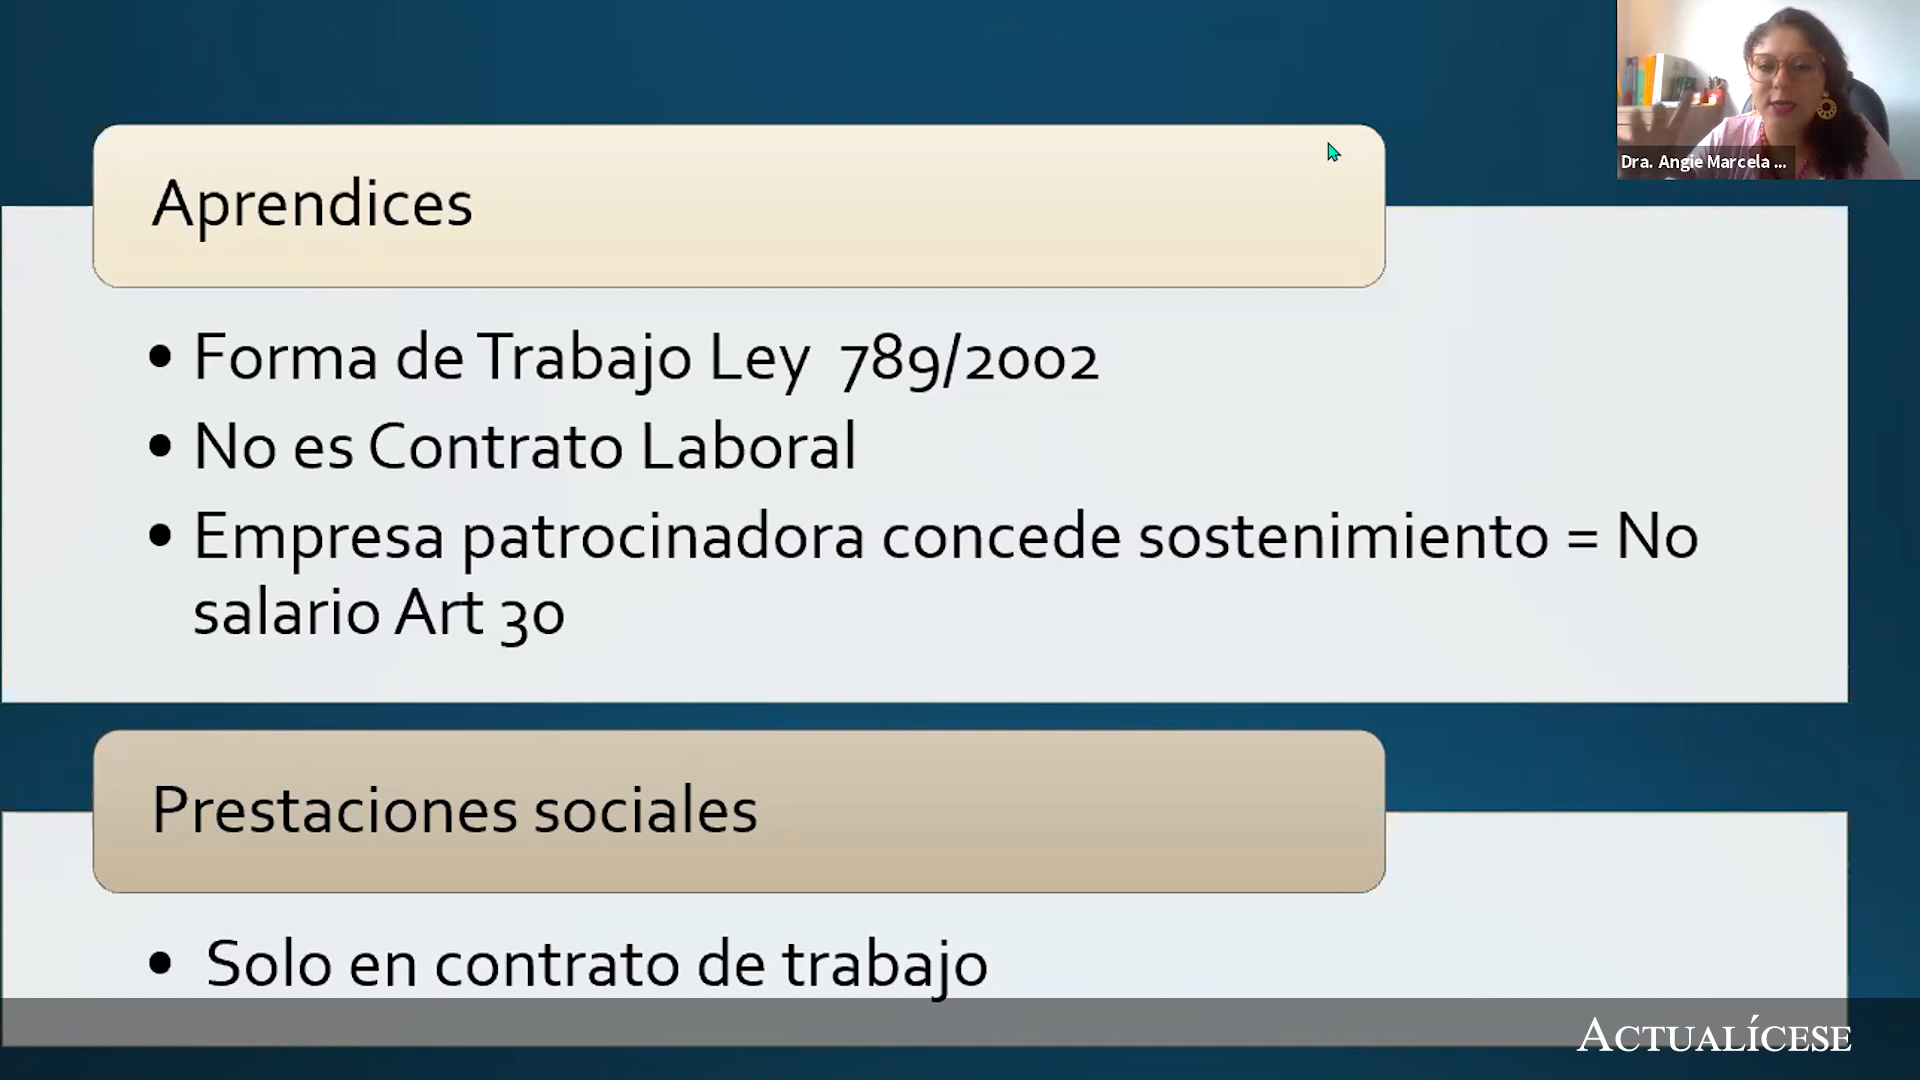 Dra. Angie Marcela ...
Aprendices
• Forma de Trabajo Ley 789/2002
• No es Contrato Laboral
• Empresa patrocinadora concede sostenimiento = No
salario Art 30
Prestaciones sociales
• Solo en contrato de trabajo
ACTUALÍCESE